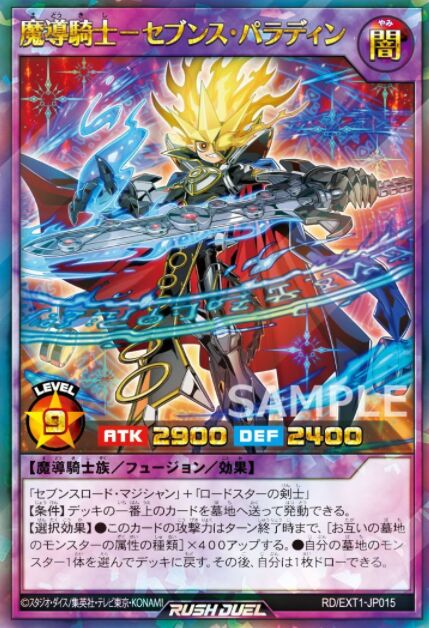 魔導騎士－セブンス・パラディン
やみ
闇
SAMPLE
LEVEL
9
ATK 2900 DEF 2400
【魔導騎士族／フュージョン／効果】
「セブンスロード・マジシャン」+「ロードスターの剣士」
【条件】デッキの一番上のカードを墓地へ送って発動できる。
【選択効果】●このカードの攻撃力はターン終了時まで、[お互いの墓地
のモンスターの属性の種類]×400アップする。●自分の墓地のモン
スター1体を選んでデッキに戻す。その後、自分は1枚ドローできる。
©スタジオ・ダイス/集英社・テレビ東京・KONAMI
RUSH DUEL
RD/EXT1-JP015